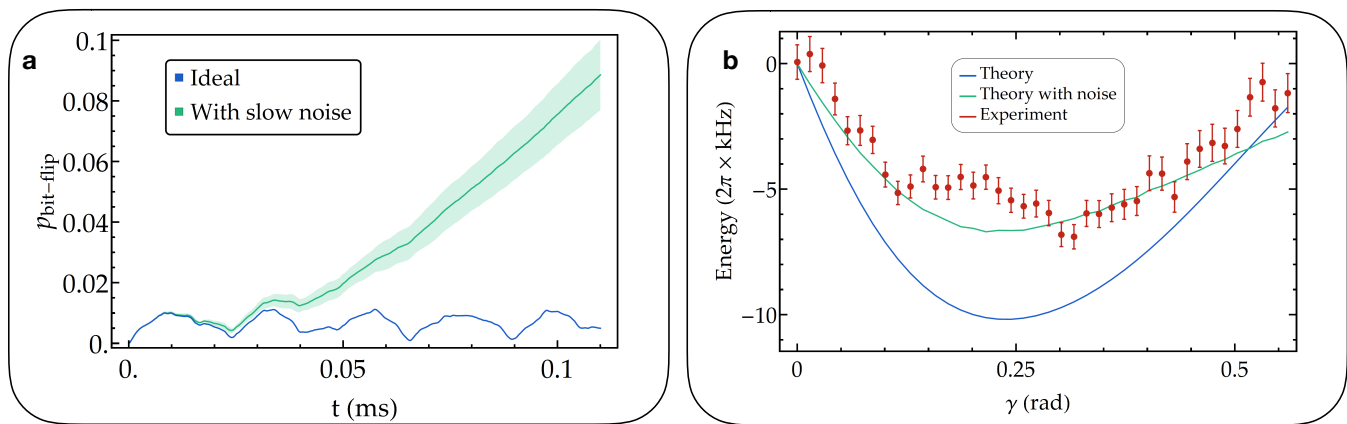 a
0.1
0.08
0.06
0.04
0.02
0.
p_bit−flip
Ideal
With slow noise
0.
0.05
0.1
t (ms)
b
0
−5
−10
Energy (2π × kHz)
Theory
Theory with noise
Experiment
0
0.25
0.5
γ (rad)